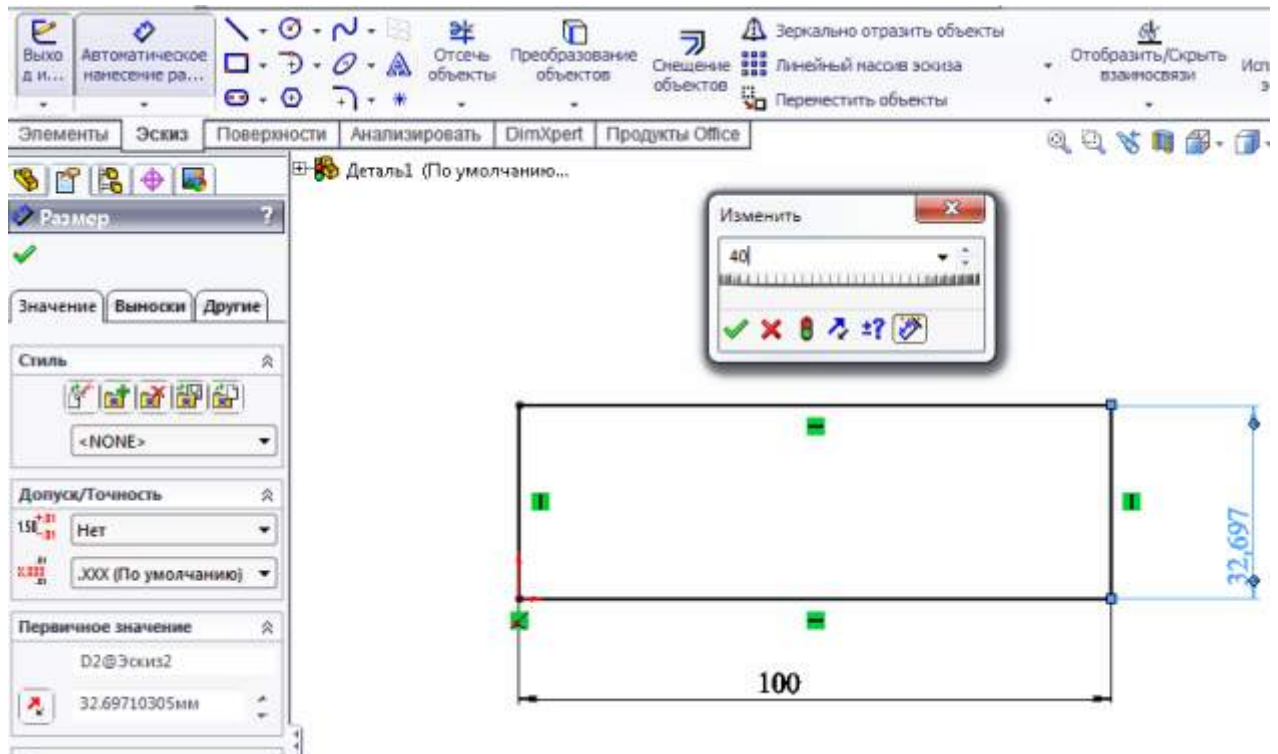 Выхо
д и...
Автоматическое
нанесение ра...
Отсечь
объекты
Преобразование
объектов
Смещение
объектов
Зеркально отразить объекты
Линейный массив эскиза
Переместить объекты
Отобразить/Скрыть
взаимосвязи
Исп
э
Элементы
Эскиз
Поверхности
Анализировать
DimXpert
Продукты Office
Деталь1 (По умолчанию...
Размер
?
Значение
Выноски
Другие
Стиль
<NONE>
Допуск/Точность
Нет
.XXX (По умолчанию)
Первичное значение
D2@Эскиз2
32.69710305мм
Изменить
40
±?
32,697
100